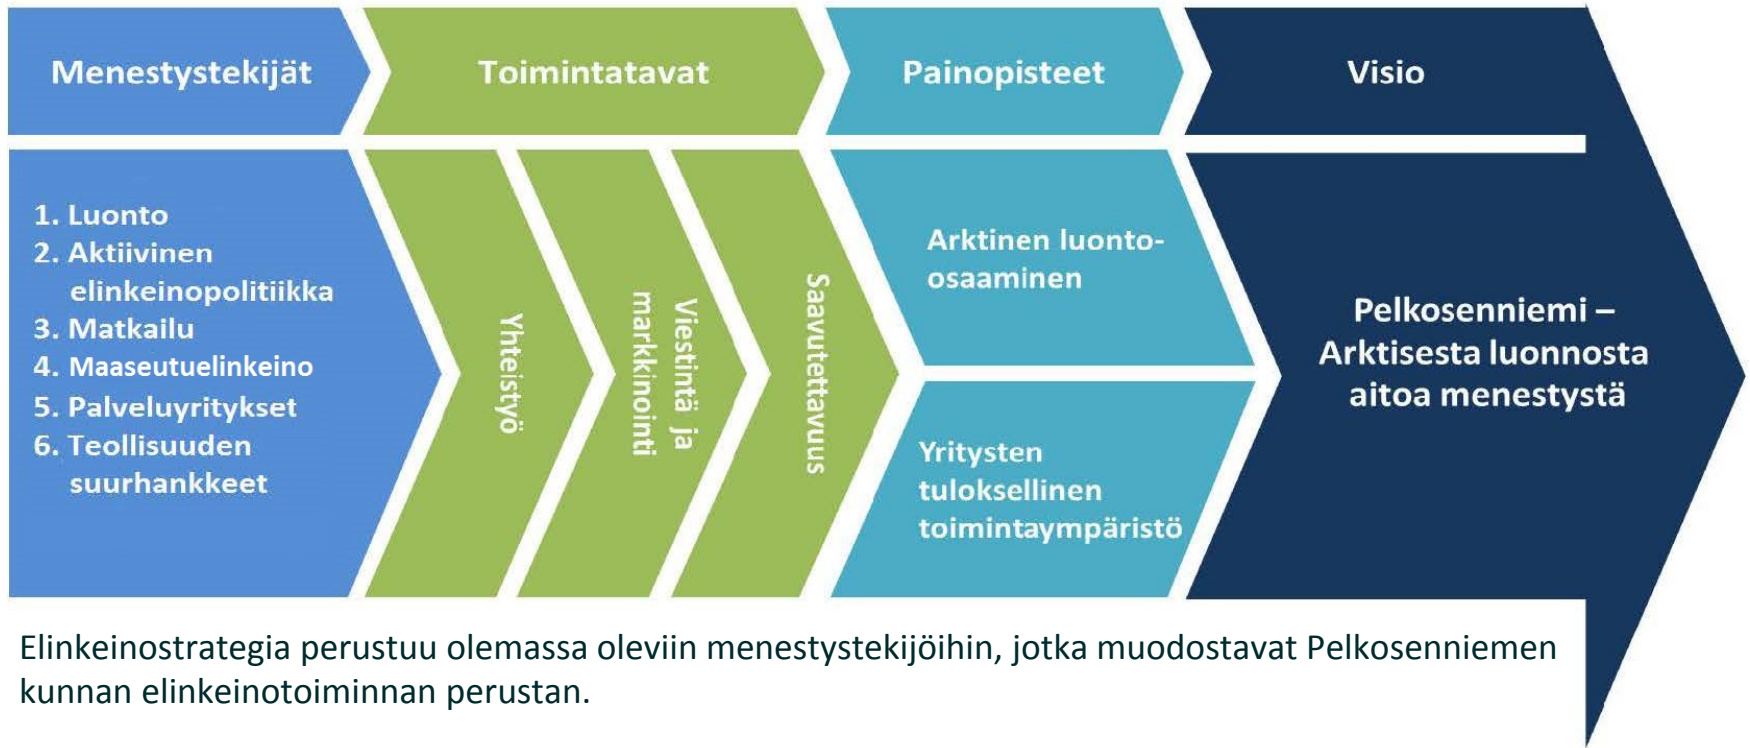 Menestystekijät
Toimintatavat
Painopisteet
Visio
1. Luonto
2. Aktiivinen
elinkeinopolitiikka
3. Matkailu
4. Maaseutuelinkeino
5. Palveluyritykset
6. Teollisuuden
suurhankkeet
Yhteistyö
Viestintä ja
markkinointi
Saavutettavuus
Arktinen luonto-
osaaminen
Yritysten
tuloksellinen
toimintaympäristö
Pelkosenniemi –
Arktisesta luonnosta
aitoa menestystä
Elinkeinostrategia perustuu olemassa oleviin menestystekijöihin, jotka muodostavat Pelkosenniemen
kunnan elinkeinotoiminnan perustan.